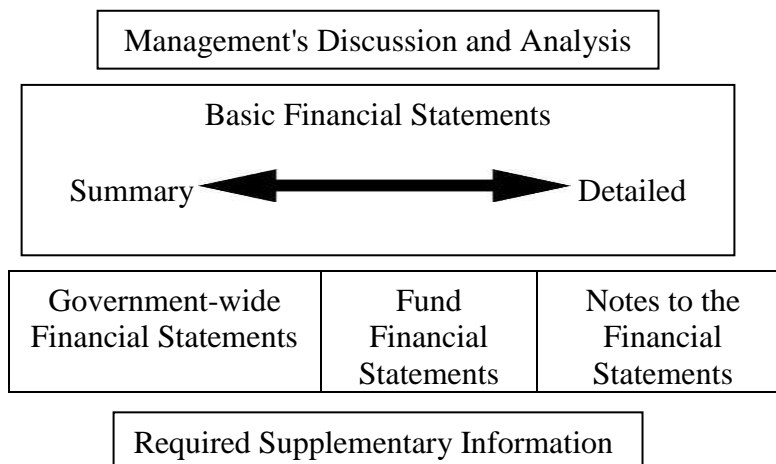 Management's Discussion and Analysis
Basic Financial Statements
Summary
Detailed
Government-wide
Financial Statements
Fund
Financial
Statements
Notes to the
Financial
Statements
Required Supplementary Information